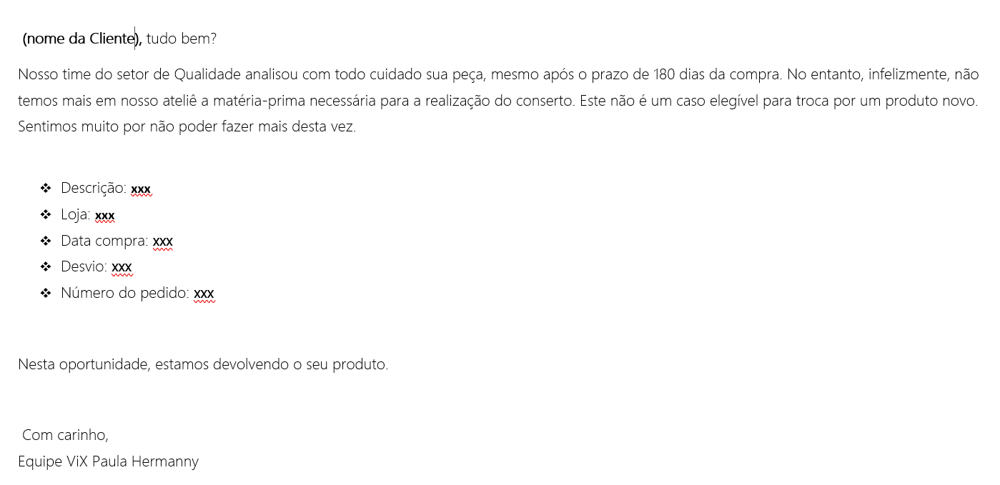 (nome da Cliente), tudo bem?
Nosso time do setor de Qualidade analisou com todo cuidado sua peça, mesmo após o prazo de 180 dias da compra. No entanto, infelizmente, não
temos mais em nosso ateliê a matéria-prima necessária para a realização do conserto. Este não é um caso elegível para troca por um produto novo.
Sentimos muito por não poder fazer mais desta vez.
❖ Descrição: xxx
❖ Loja: xxx
❖ Data compra: xxx
❖ Desvio: xxx
❖ Número do pedido: xxx
Nesta oportunidade, estamos devolvendo o seu produto.
Com carinho,
Equipe ViX Paula Hermanny